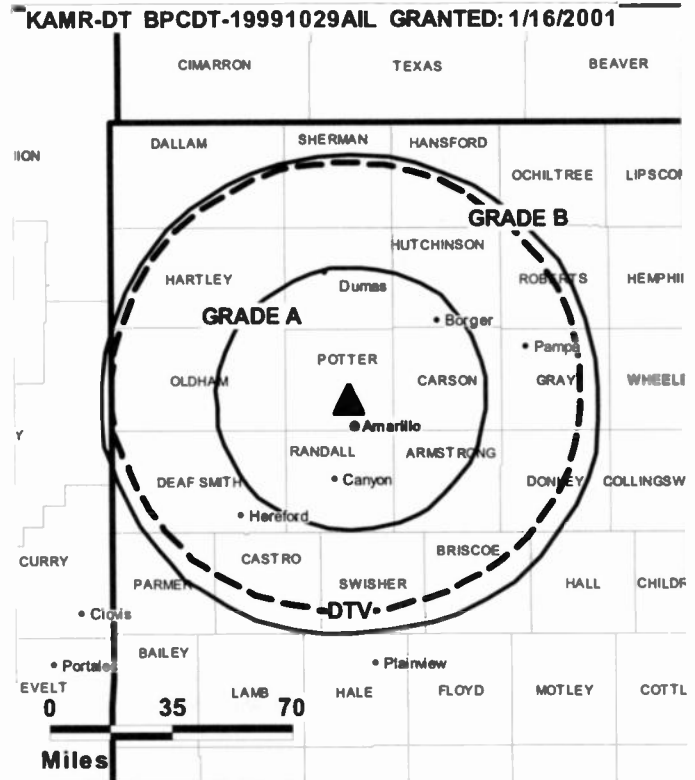 KAMR-DT BPCDT-19991029AIL GRANTED: 1/16/2001
CIMARRON TEXAS BEAVER
DALLAM SHERMAN HANSFORD
ION OCHILTREE LIPSCOM
GRADE B
HUTCHINSON
HARTLEY Dumas ROBERTS HEMPHI
GRADE A Borger
POTTER Pampa
OLDHAM CARSON GRAY WHEELE
Amarillo
Y
RANDALL ARMSTRONG
DEAF SMITH Canyon DONLEY COLLINGSW
Hereford
CURRY CASTRO BRISCOE
PARMER SWISHER HALL CHILDR
DTV
Clovis
BAILEY
Portales Plainview
EVELT LAMB HALE FLOYD MOTLEY COTTL
0 35 70
Miles